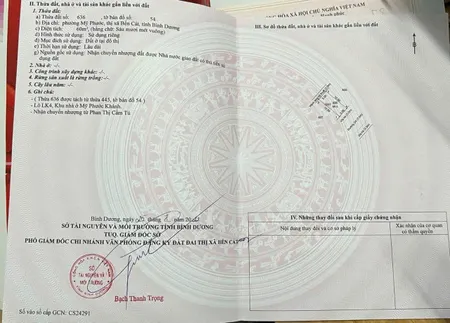 II. Thửa đất, nhà ở và tài sản khác gắn liền với đất
1. Thửa đất:
a) Thửa đất số: 636 , tờ bản đồ số: 54
b) Địa chỉ: phường Mỹ Phước, thị xã Bến Cát, tỉnh Bình Dương
c) Diện tích: 60m², (bằng chữ: Sáu mươi mét vuông)
d) Hình thức sử dụng: Sử dụng riêng
đ) Mục đích sử dụng: Đất ở tại đô thị
e) Thời hạn sử dụng: Lâu dài
g) Nguồn gốc sử dụng: Nhận chuyển nhượng đất được Nhà nước giao đất có thu tiền sử
dụng đất
2. Nhà ở: -/-
3. Công trình xây dựng khác: -/-
4. Rừng sản xuất là rừng trồng: -/-
5. Cây lâu năm: -/-
6. Ghi chú:
- ( Thửa 636 được tách từ thửa 445, tờ bản đồ 54 )
- Lô LK4, Khu nhà ở Mỹ Phước Khánh.
- Nhận chuyển nhượng từ Phan Thị Cẩm Tú
Bình Dương, ngày
SỞ TÀI NGUYÊN VÀ MÔI TRƯỜNG TỈNH BÌNH DƯƠNG
TUQ. GIÁM ĐỐC SỞ
PHÓ GIÁM ĐỐC CHI NHÁNH VĂN PHÒNG ĐĂNG KÝ ĐẤT ĐAI THỊ XÃ BẾN CÁT
SỞ
TÀI NGUYÊN VÀ
MÔI TRƯỜNG
Bạch Thanh Trọng
Số vào sổ cấp GCN: CS24291
HÒA XÃ HỘI CHỦ NGHĨA VIỆT NAM
III. Sơ đồ thửa đất, nhà ở và tài sản khác gắn liền với đất
IV. Những thay đổi sau khi cấp giấy chứng nhận
Nội dung thay đổi và cơ sở pháp lý
Xác nhận của cơ quan
có thẩm quyền